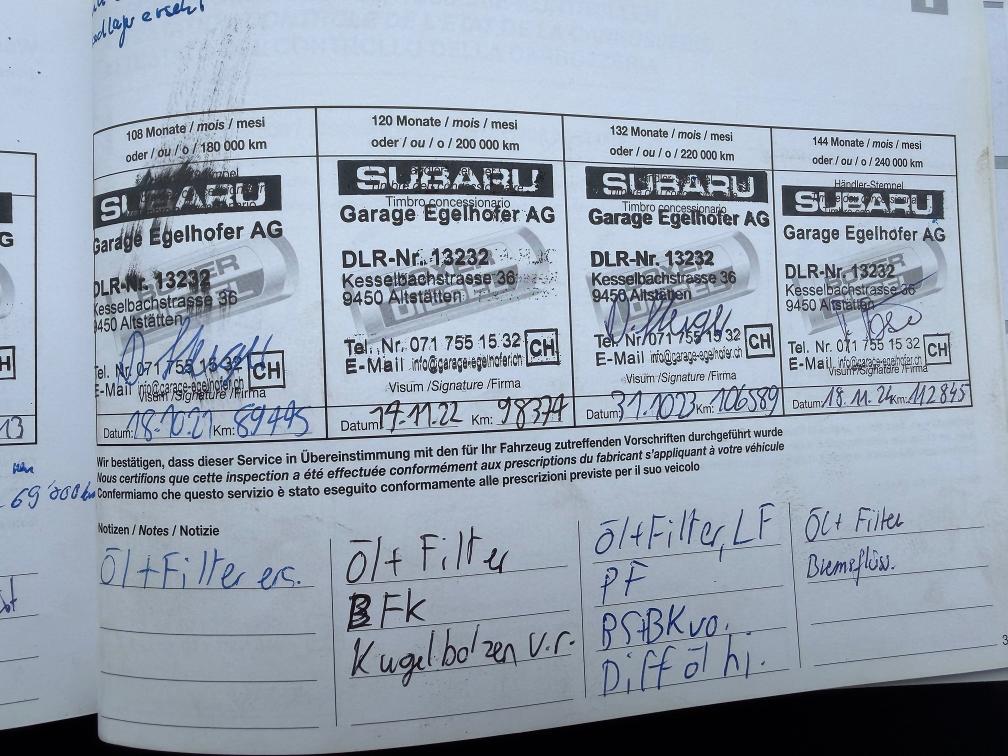 ersetzt
108 Monate / mois / mesi
oder / ou / o / 180 000 km
SUBARU
Garage Egelhofer AG
DLR-Nr. 13232
Kesselbachstrasse 36
9450 Altstätten
Tel. Nr. 071 755 15 32
E-Mail info@garage-egelhofer.ch
CH
Visum /Signature /Firma
Datum: 18.10.21 Km: 89495
120 Monate / mois / mesi
oder / ou / o / 200 000 km
SUBARU
Timbro concessionario
Garage Egelhofer AG
DLR-Nr. 13232
Kesselbachstrasse 36
9450 Altstätten
Tel. Nr. 071 755 15 32
E-Mail info@garage-egelhofer.ch
CH
Visum /Signature /Firma
Datum: 14.11.22 Km: 98374
132 Monate / mois / mesi
oder / ou / o / 220 000 km
SUBARU
Timbro concessionario
Garage Egelhofer AG
DLR-Nr. 13232
Kesselbachstrasse 36
9450 Altstätten
Tel. Nr. 071 755 15 32
E-Mail info@garage-egelhofer.ch
CH
Visum /Signature /Firma
Datum: 31.10.23 Km: 106589
144 Monate / mois / mesi
oder / ou / o / 240 000 km
Händler-Stempel
SUBARU
Garage Egelhofer AG
DLR-Nr. 13232
Kesselbachstrasse 36
9450 Altstätten
Tel. Nr. 071 755 15 32
E-Mail info@garage-egelhofer.ch
CH
Visum /Signature /Firma
Datum: 18.11.24 Km: 112845
Wir bestätigen, dass dieser Service in Übereinstimmung mit den für Ihr Fahrzeug zutreffenden Vorschriften durchgeführt wurde
Nous certifions que cette inspection a été effectuée conformément aux prescriptions du fabricant s'appliquant à votre véhicule
Confermiamo che questo servizio è stato eseguito conformamente alle prescrizioni previste per il suo veicolo
69'000 km
Notizen / Notes / Notizie
Öl+Filter ers.
Öl+ Filter
BFK
Kugelbolzen v.r.
Öl+Filter, LF
PF
BS+BK vo.
Diff öl hi.
Öl+ Filter
Bremsflüss.